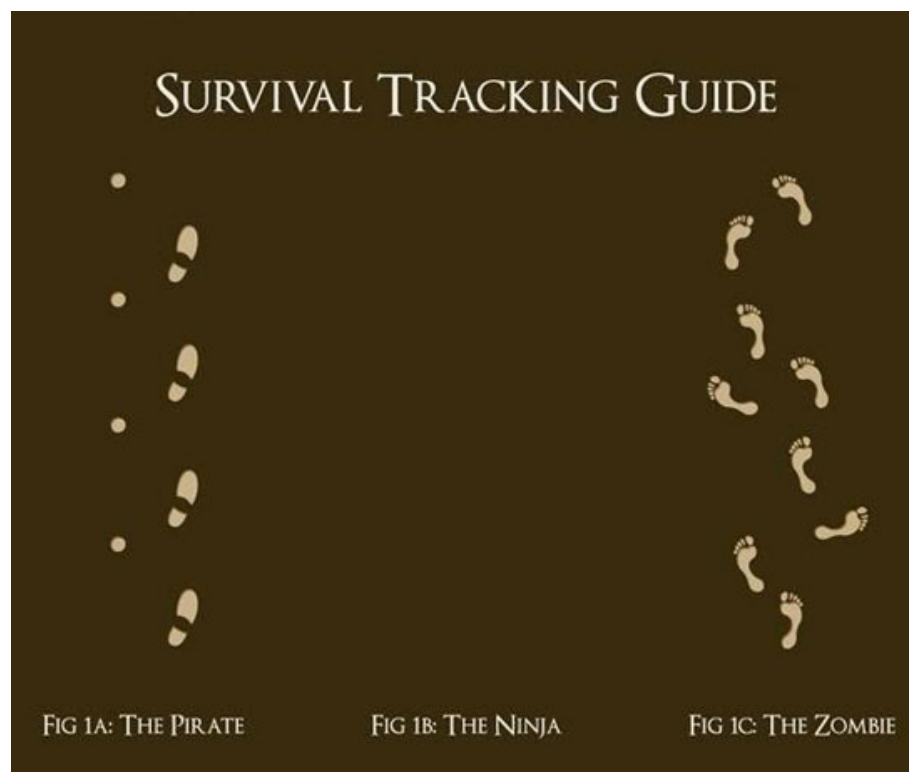 Survival Tracking Guide
Fig 1A: The Pirate
Fig 1B: The Ninja
Fig 1C: The Zombie